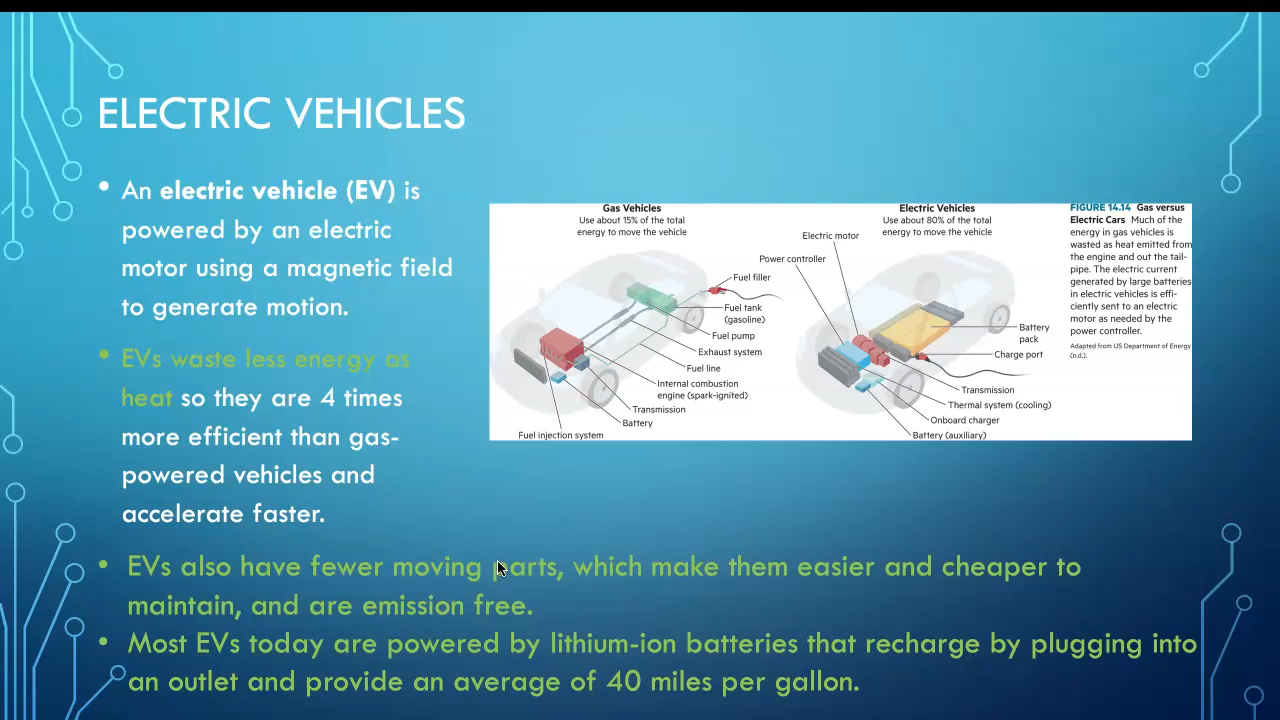 ELECTRIC VEHICLES
• An electric vehicle (EV) is
powered by an electric
motor using a magnetic field
to generate motion.
• EVs waste less energy as
heat so they are 4 times
more efficient than gas-
powered vehicles and
accelerate faster.
Gas Vehicles
Use about 15% of the total
energy to move the vehicle
Fuel filler
Fuel tank
(gasoline)
Fuel pump
Exhaust system
Fuel line
Internal combustion
engine (spark-ignited)
Transmission
Battery
Fuel injection system
Electric Vehicles
Use about 80% of the total
energy to move the vehicle
Electric motor
Power controller
Battery
pack
Charge port
Transmission
Thermal system (cooling)
Onboard charger
Battery (auxiliary)
FIGURE 14.14 Gas versus
Electric Cars Much of the
energy in gas vehicles is
wasted as heat emitted from
the engine and out the tail-
pipe. The electric current
generated by large batteries
in electric vehicles is effi-
ciently sent to an electric
motor as needed by the
power controller.
Adapted from US Department of Energy
(n.d.).
• EVs also have fewer moving parts, which make them easier and cheaper to
maintain, and are emission free.
• Most EVs today are powered by lithium-ion batteries that recharge by plugging into
an outlet and provide an average of 40 miles per gallon.